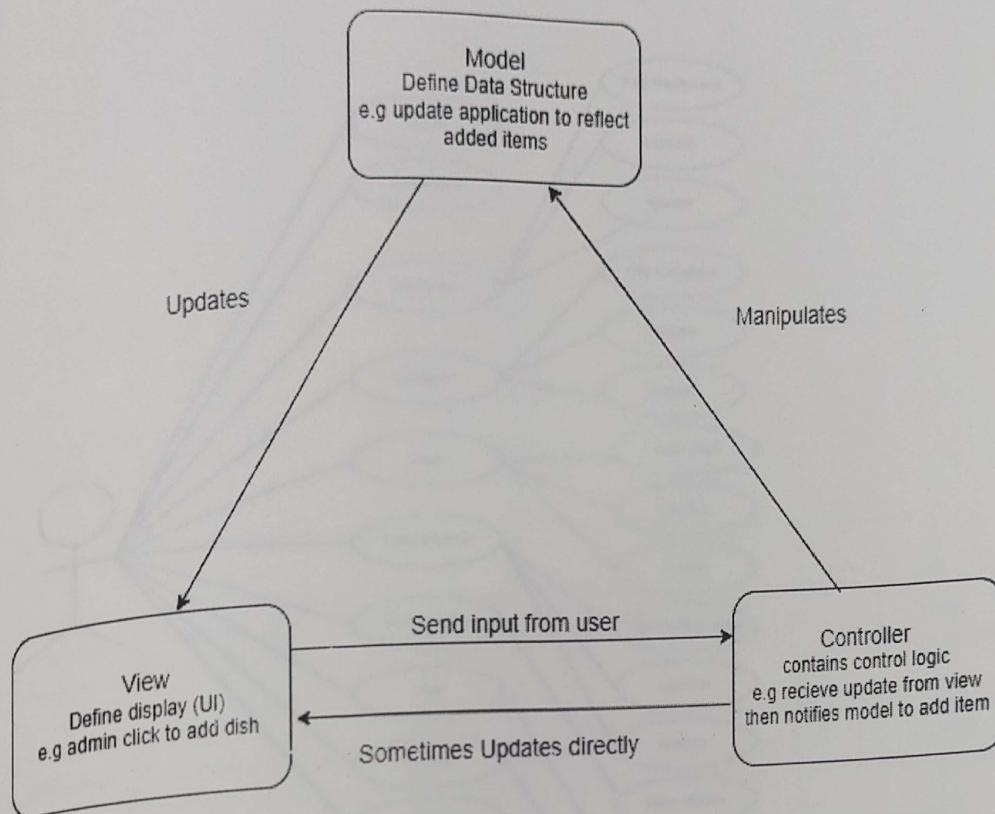 Model
Define Data Structure
e.g update application to reflect
added items
Updates
Manipulates
Send input from user
View
Define display (UI)
e.g admin click to add dish
Controller
contains control logic
e.g recieve update from view
then notifies model to add item
Sometimes Updates directly